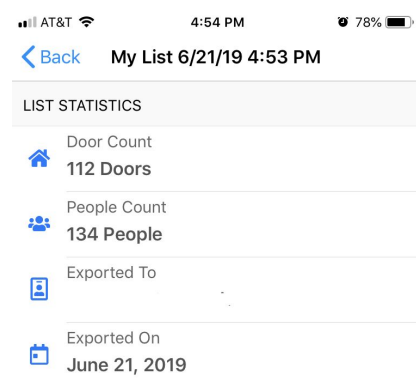 AT&T 4:54 PM 78%
Back My List 6/21/19 4:53 PM
LIST STATISTICS
Door Count
112 Doors
People Count
134 People
Exported To
Exported On
June 21, 2019